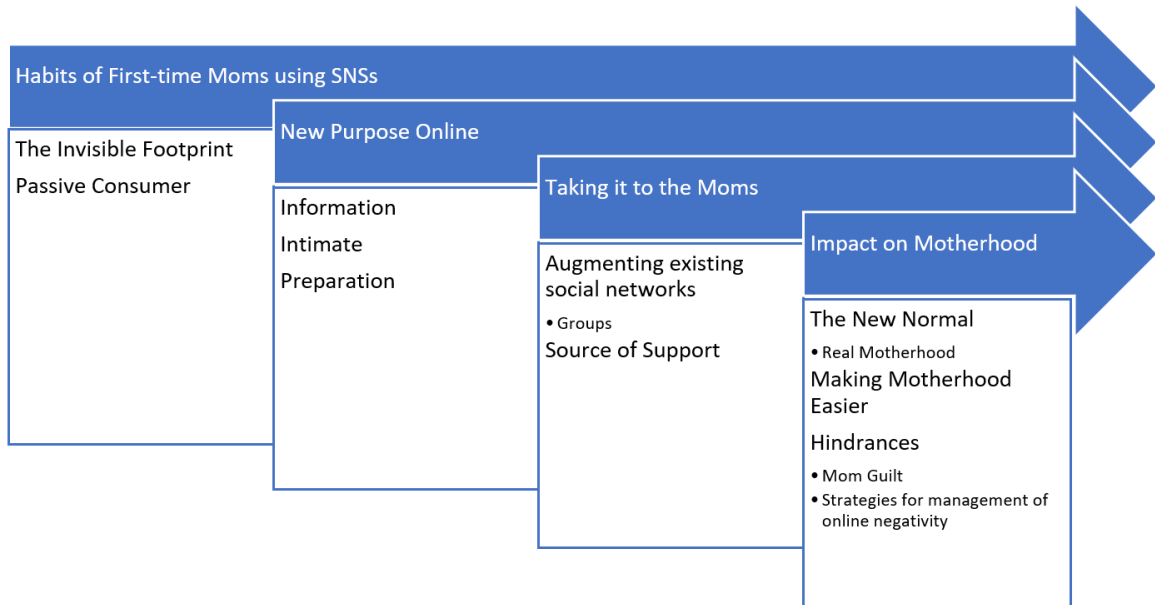 Habits of First-time Moms using SNSs
The Invisible Footprint
Passive Consumer
New Purpose Online
Information
Intimate
Preparation
Taking it to the Moms
Augmenting existing
social networks
• Groups
Source of Support
Impact on Motherhood
The New Normal
• Real Motherhood
Making Motherhood
Easier
Hindrances
• Mom Guilt
• Strategies for management of
online negativity